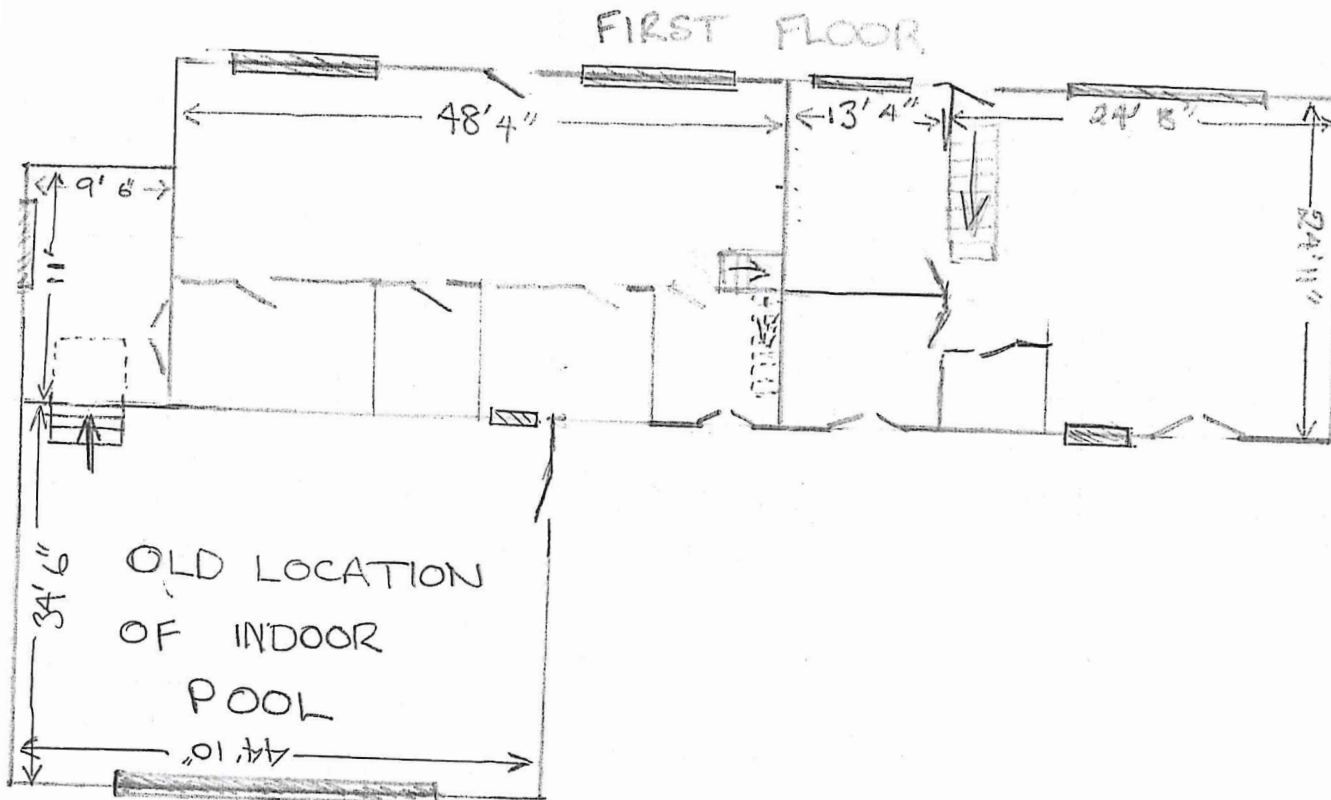 FIRST FLOOR
48' 4"
13' 4"
24' 8"
9' 6"
11'
24' 11"
34' 6"
OLD LOCATION
OF INDOOR
POOL
44' 10"